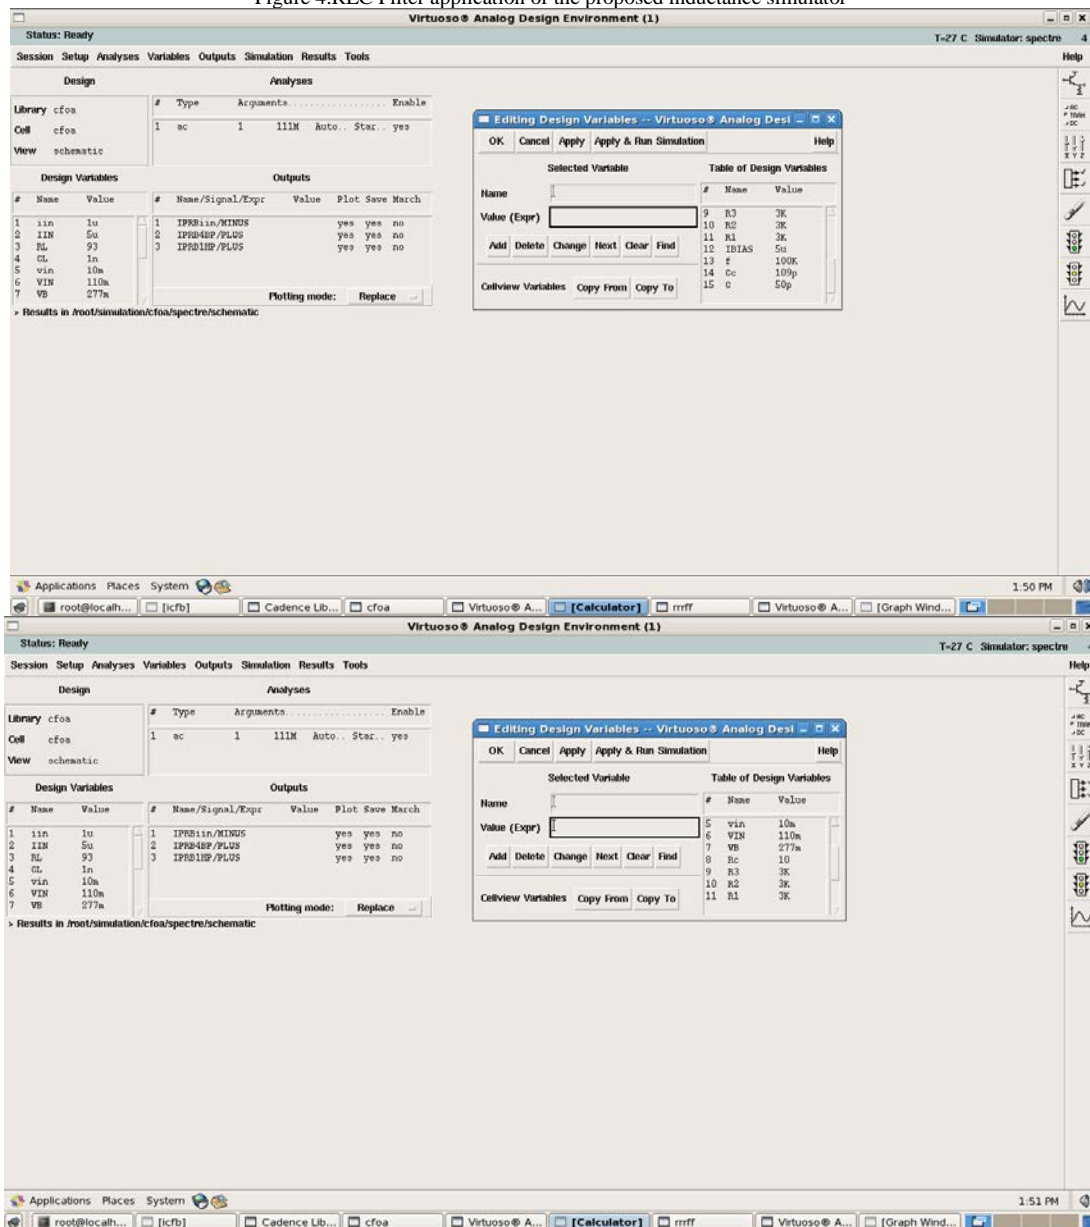 Figure 4.RLC Filter application of the proposed inductance simulator
Virtuoso® Analog Design Environment (1)
Status: Ready T=27 C Simulator: spectre 4
Session Setup Analyses Variables Outputs Simulation Results Tools Help
Design Analyses
Library cfoa
# Type Arguments.................. Enable
Cell cfoa
1 ac 1 111M Auto.. Star.. yes
View schematic
Design Variables Outputs
# Name Value # Name/Signal/Expr Value Plot Save March
1 iin 1u 1 IPRBiin/MINUS yes yes no
2 IIN 5u 2 IPRB4BP/PLUS yes yes no
3 RL 93 3 IPRB1HP/PLUS yes yes no
4 CL 1n
5 vin 10m
6 VIN 110m
7 VB 277m
Plotting mode: Replace
> Results in /root/simulation/cfoa/spectre/schematic
Editing Design Variables -- Virtuoso® Analog Desi
OK Cancel Apply Apply & Run Simulation Help
Selected Variable Table of Design Variables
Name # Name Value
Value (Expr)
9 R3 3K
10 R2 3K
11 R1 3K
12 IBIAS 5u
13 f 100K
14 Cc 109p
15 C 50p
Add Delete Change Next Clear Find
Cellview Variables Copy From Copy To
AC
TRAN
DC
X Y Z
Applications Places System 1:50 PM
root@localh... [icfb] Cadence Lib... cfoa Virtuoso® A... [Calculator] rrrff Virtuoso® A... [Graph Wind...
Virtuoso® Analog Design Environment (1)
Status: Ready T=27 C Simulator: spectre
Session Setup Analyses Variables Outputs Simulation Results Tools Help
Design Analyses
Library cfoa
# Type Arguments.................. Enable
Cell cfoa
1 ac 1 111M Auto.. Star.. yes
View schematic
Design Variables Outputs
# Name Value # Name/Signal/Expr Value Plot Save March
1 iin 1u 1 IPRBiin/MINUS yes yes no
2 IIN 5u 2 IPRB4BP/PLUS yes yes no
3 RL 93 3 IPRB1HP/PLUS yes yes no
4 CL 1n
5 vin 10m
6 VIN 110m
7 VB 277m
Plotting mode: Replace
> Results in /root/simulation/cfoa/spectre/schematic
Editing Design Variables -- Virtuoso® Analog Desi
OK Cancel Apply Apply & Run Simulation Help
Selected Variable Table of Design Variables
Name # Name Value
Value (Expr)
5 vin 10m
6 VIN 110m
7 VB 277m
8 Rc 10
9 R3 3K
10 R2 3K
11 R1 3K
Add Delete Change Next Clear Find
Cellview Variables Copy From Copy To
AC
TRAN
DC
X Y Z
Applications Places System 1:51 PM
root@localh... [icfb] Cadence Lib... cfoa Virtuoso® A... [Calculator] rrrff Virtuoso® A... [Graph Wind...